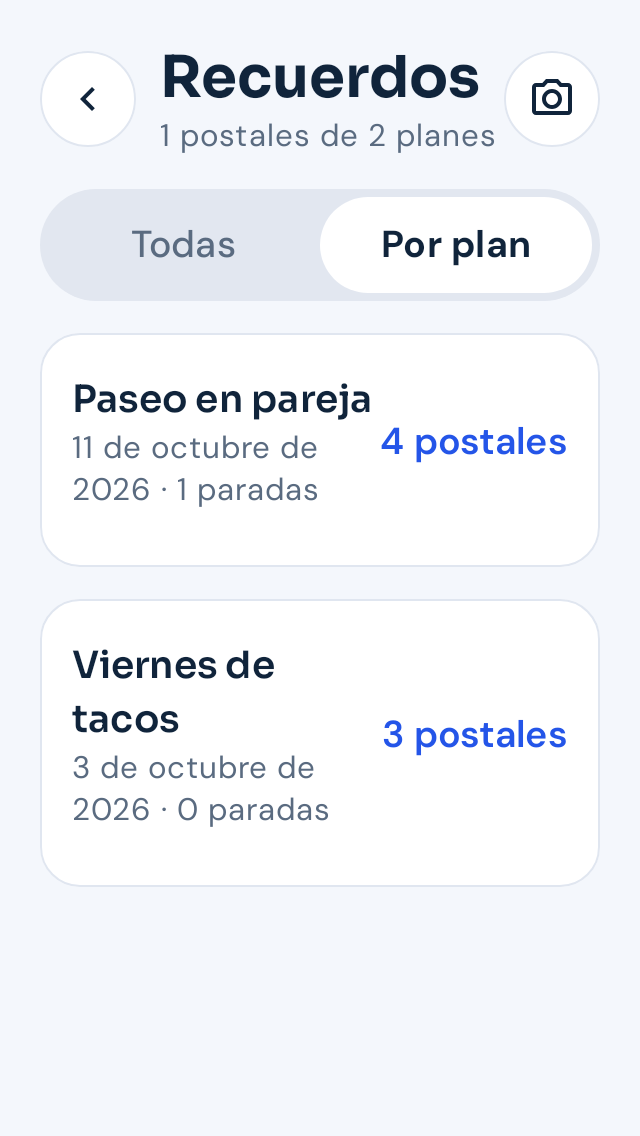 Recuerdos
1 postales de 2 planes
Todas
Por plan
Paseo en pareja
11 de octubre de
2026 · 1 paradas
4 postales
Viernes de
tacos
3 de octubre de
2026 · 0 paradas
3 postales